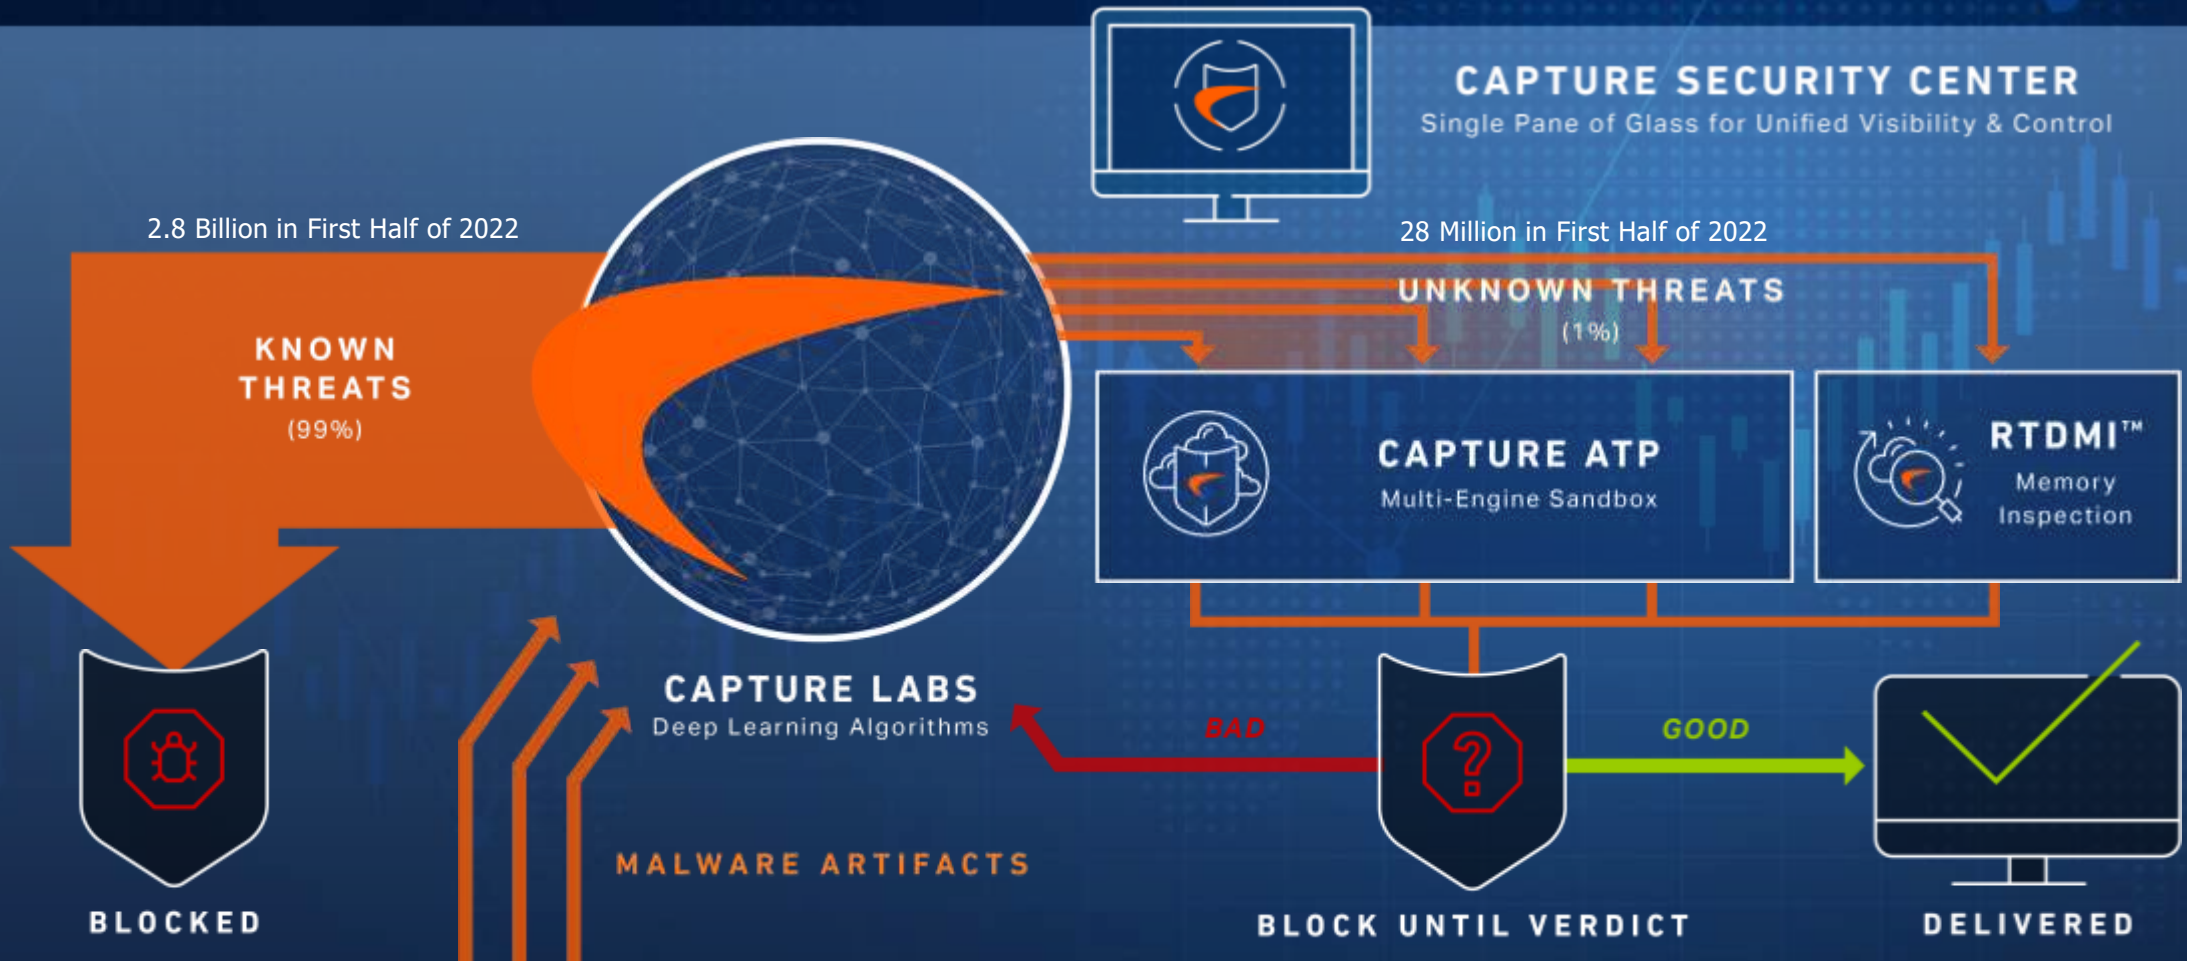 CAPTURE SECURITY CENTER
Single Pane of Glass for Unified Visibility & Control
2.8 Billion in First Half of 2022
28 Million in First Half of 2022
UNKNOWN THREATS
(1%)
KNOWN
THREATS
(99%)
CAPTURE ATP
Multi-Engine Sandbox
RTDMI™
Memory
Inspection
CAPTURE LABS
Deep Learning Algorithms
BAD
?
GOOD
MALWARE ARTIFACTS
BLOCKED
BLOCK UNTIL VERDICT
DELIVERED